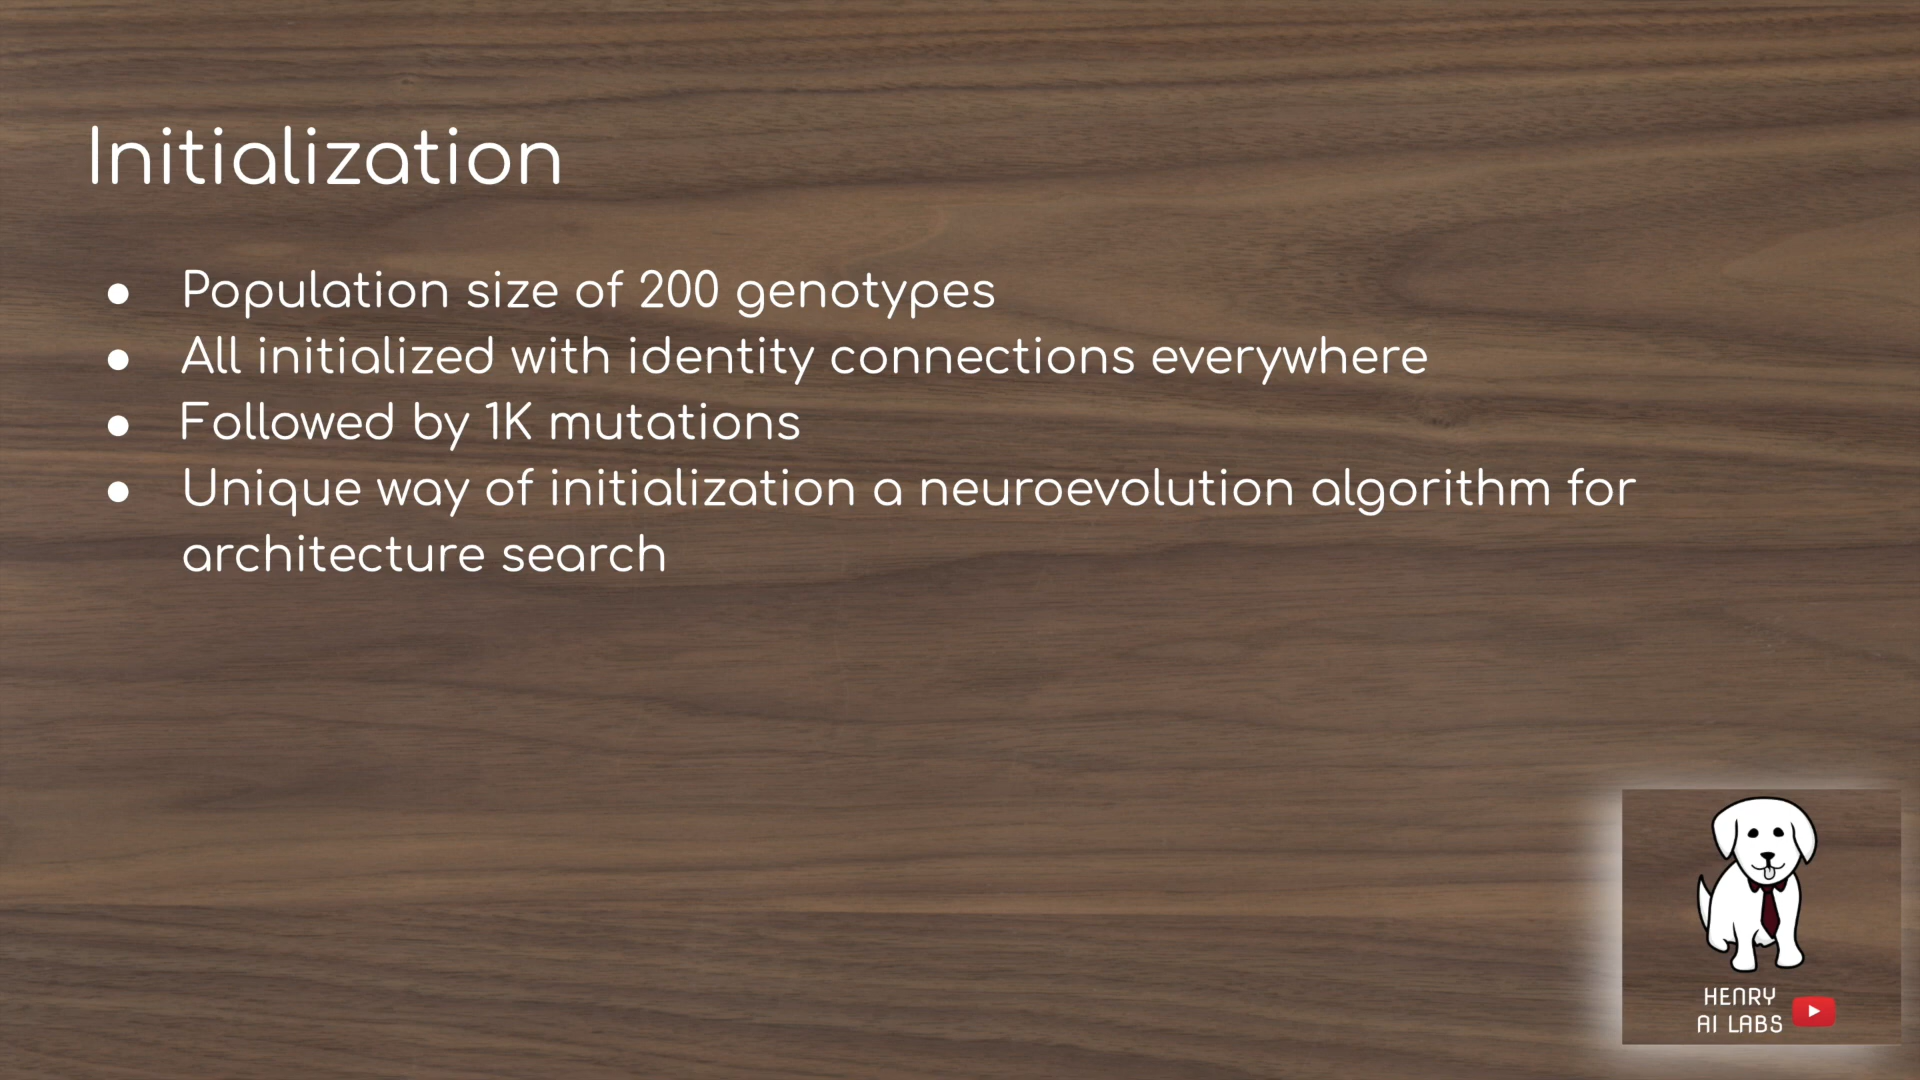 Initialization
● Population size of 200 genotypes
● All initialized with identity connections everywhere
● Followed by 1K mutations
● Unique way of initialization a neuroevolution algorithm for
architecture search
HENRY
AI LABS